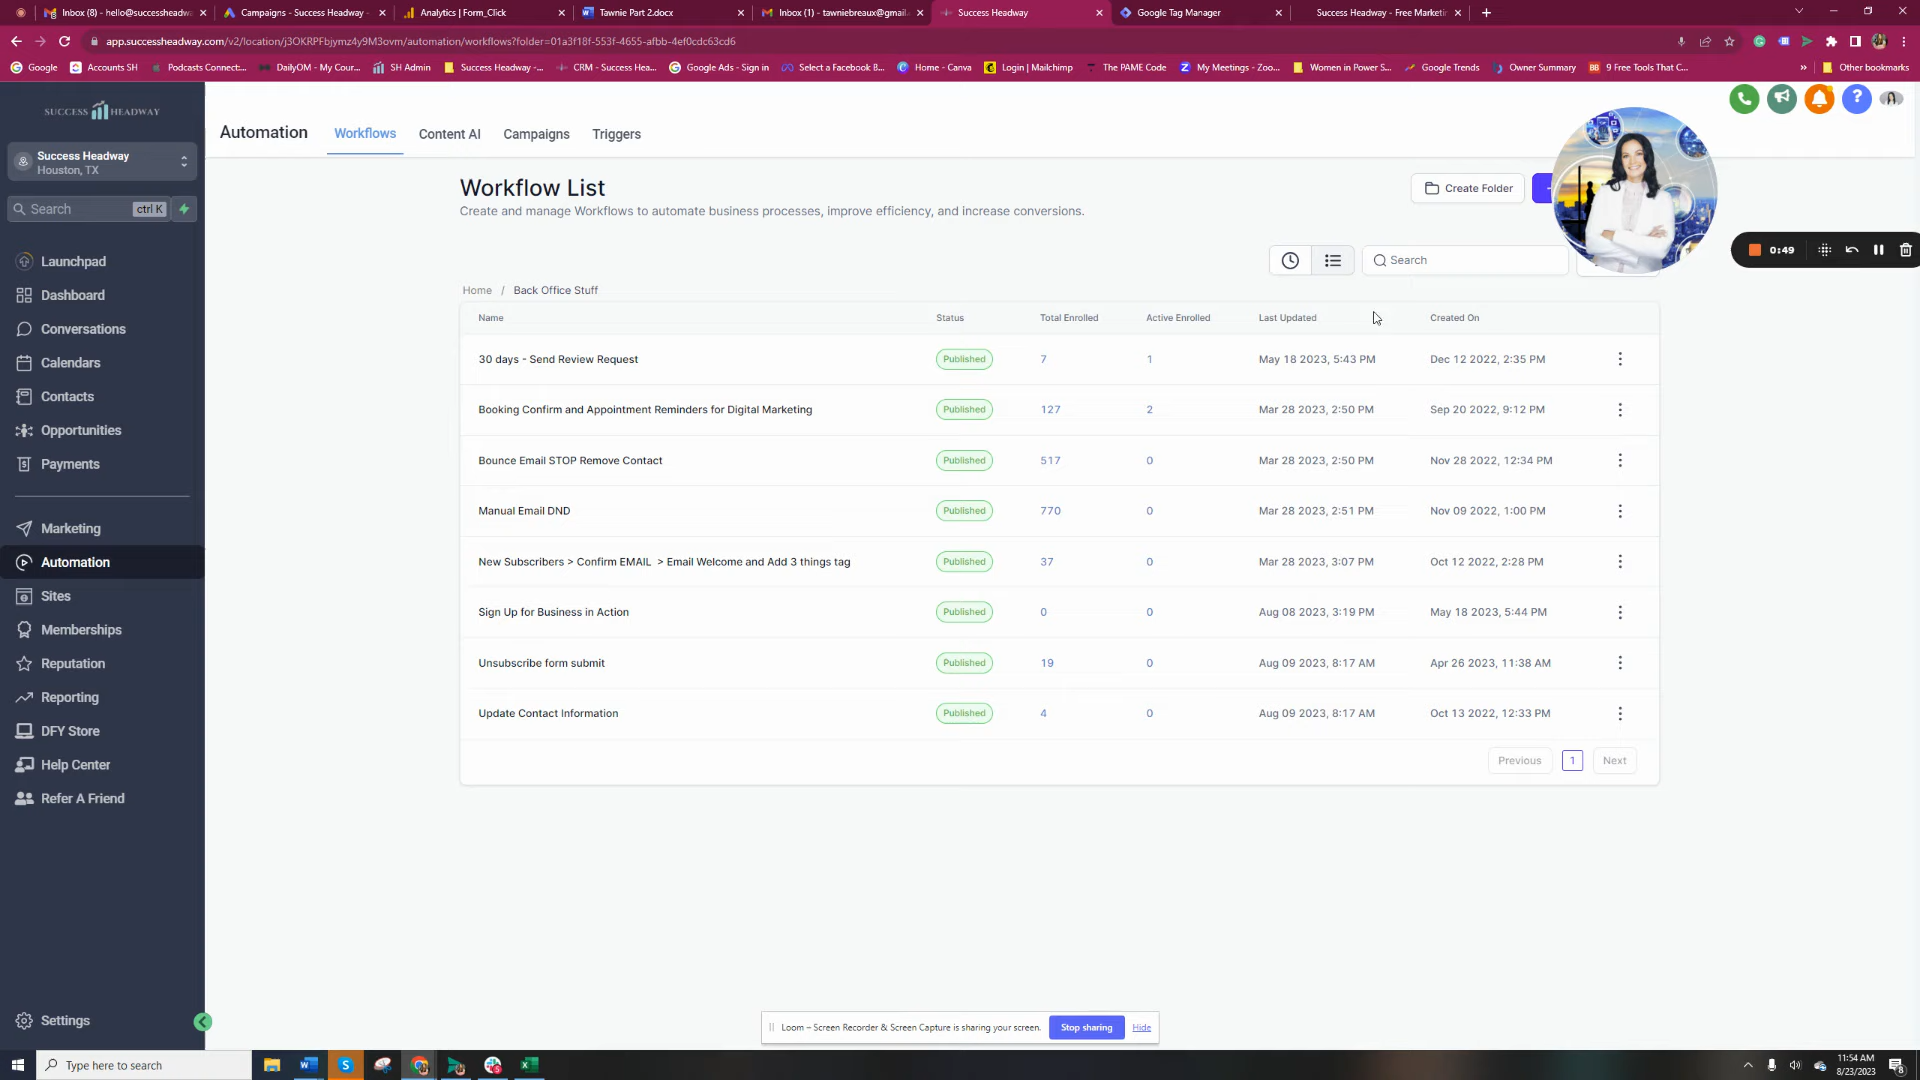 Inbox (8) - hello@successheadw
Campaigns - Success Headway -
Analytics | Form_Click
Tawnie Part 2.docx
Inbox (1) - tawniebreaux@gmail.
Success Headway
Google Tag Manager
Success Headway - Free Marketin
app.successheadway.com/v2/location/j3OKRPFbjymz4y9M3ovm/automation/workflows?folder=01a3f18f-553f-4655-afbb-4ef0cdc63cd6
Google
Accounts SH
Podcasts Connect:...
DailyOM - My Cour...
SH Admin
Success Headway -...
CRM - Success Hea...
Google Ads - Sign in
Select a Facebook B...
Home - Canva
Login | Mailchimp
The PAME Code
My Meetings - Zoo...
Women in Power S...
Google Trends
Owner Summary
9 Free Tools That C...
Other bookmarks
SUCCESS HEADWAY
Success Headway
Houston, TX
Search ctrl K
Launchpad
Dashboard
Conversations
Calendars
Contacts
Opportunities
Payments
Marketing
Automation
Sites
Memberships
Reputation
Reporting
DFY Store
Help Center
Refer A Friend
Settings
Automation Workflows Content AI Campaigns Triggers
Workflow List
Create and manage Workflows to automate business processes, improve efficiency, and increase conversions.
Create Folder
0:49
Search
Home / Back Office Stuff
Name Status Total Enrolled Active Enrolled Last Updated Created On
30 days - Send Review Request Published 7 1 May 18 2023, 5:43 PM Dec 12 2022, 2:35 PM
Booking Confirm and Appointment Reminders for Digital Marketing Published 127 2 Mar 28 2023, 2:50 PM Sep 20 2022, 9:12 PM
Bounce Email STOP Remove Contact Published 517 0 Mar 28 2023, 2:50 PM Nov 28 2022, 12:34 PM
Manual Email DND Published 770 0 Mar 28 2023, 2:51 PM Nov 09 2022, 1:00 PM
New Subscribers > Confirm EMAIL > Email Welcome and Add 3 things tag Published 37 0 Mar 28 2023, 3:07 PM Oct 12 2022, 2:28 PM
Sign Up for Business in Action Published 0 0 Aug 08 2023, 3:19 PM May 18 2023, 5:44 PM
Unsubscribe form submit Published 19 0 Aug 09 2023, 8:17 AM Apr 26 2023, 11:38 AM
Update Contact Information Published 4 0 Aug 09 2023, 8:17 AM Oct 13 2022, 12:33 PM
Previous 1 Next
Loom – Screen Recorder & Screen Capture is sharing your screen. Stop sharing Hide
Type here to search
11:54 AM
8/23/2023